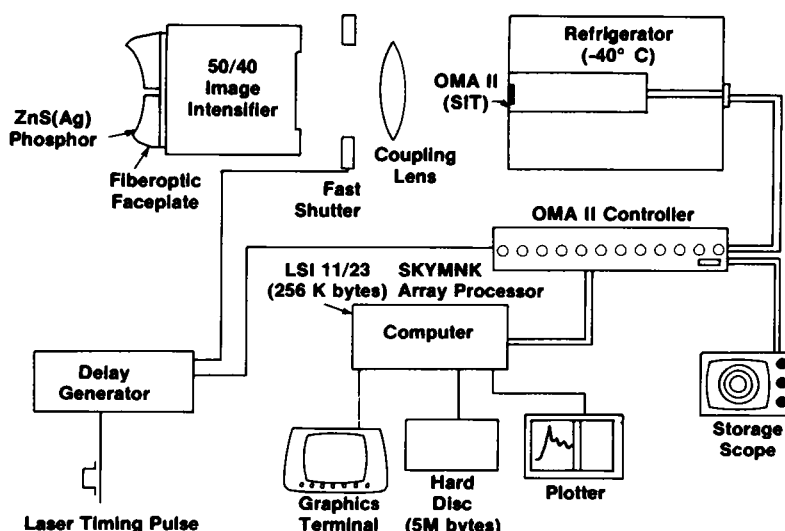 50/40
Image
Intensifier
Refrigerator
(-40° C)
OMA II
(SIT)
ZnS(Ag)
Phosphor
Fiberoptic
Faceplate
Coupling
Lens
Fast
Shutter
OMA II Controller
LSI 11/23
(256 K bytes)
SKYMNK
Array Processor
Computer
Delay
Generator
Storage
Scope
Graphics
Terminal
Hard
Disc
(5M bytes)
Plotter
Laser Timing Pulse